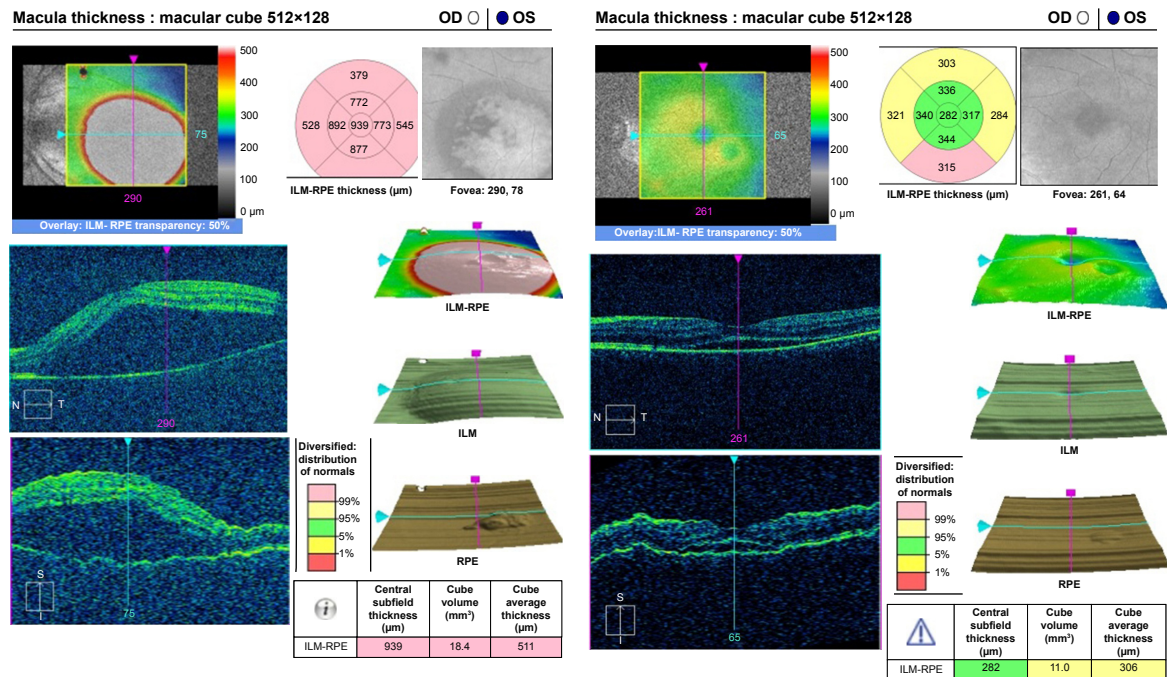 Macula thickness : macular cube 512×128
OD OS
500
400
300
200
100
0 µm
75
290
Overlay: ILM- RPE transparency: 50%
379
772
528 892 939 773 545
877
ILM-RPE thickness (µm)
Fovea: 290, 78
N T
290
ILM-RPE
ILM
S
I
75
Diversified:
distribution
of normals
99%
95%
5%
1%
RPE
Central
subfield
thickness
(µm)
Cube
volume
(mm³)
Cube
average
thickness
(µm)
ILM-RPE 939 18.4 511
Macula thickness : macular cube 512×128
OD OS
500
400
300
200
100
0 µm
65
261
Overlay:ILM- RPE transparency: 50%
303
336
321 340 282 317 284
344
315
ILM-RPE thickness (µm)
Fovea: 261, 64
N T
261
ILM-RPE
ILM
S
I
65
Diversified:
distribution
of normals
99%
95%
5%
1%
RPE
Central
subfield
thickness
(µm)
Cube
volume
(mm³)
Cube
average
thickness
(µm)
ILM-RPE 282 11.0 306